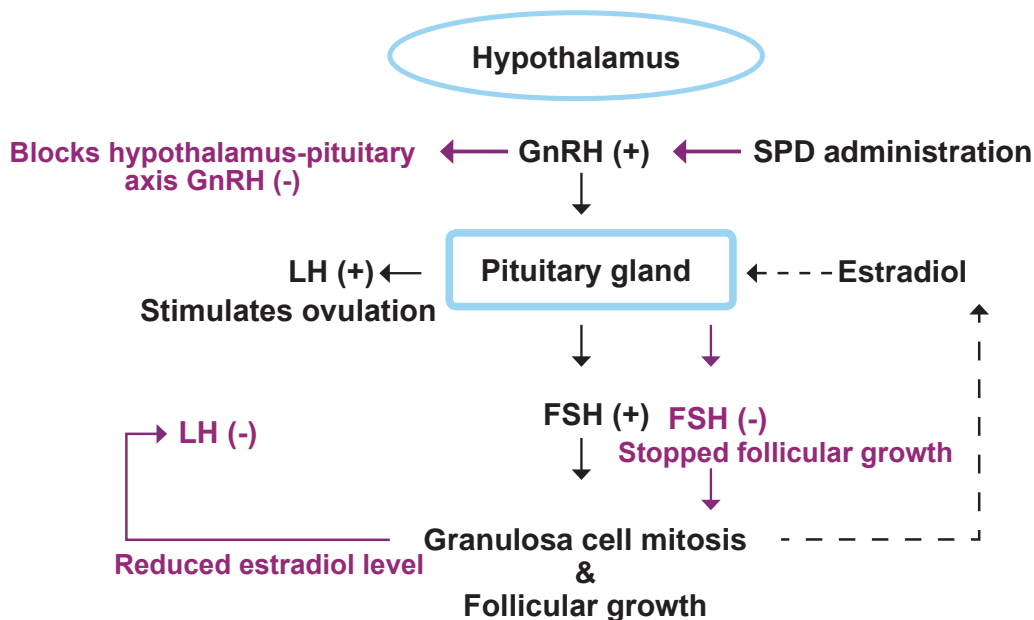 Hypothalamus
Blocks hypothalamus-pituitary
axis GnRH (-)
GnRH (+)
SPD administration
LH (+)
Stimulates ovulation
Pituitary gland
Estradiol
FSH (+)
FSH (-)
Stopped follicular growth
LH (-)
Reduced estradiol level
Granulosa cell mitosis
&
Follicular growth